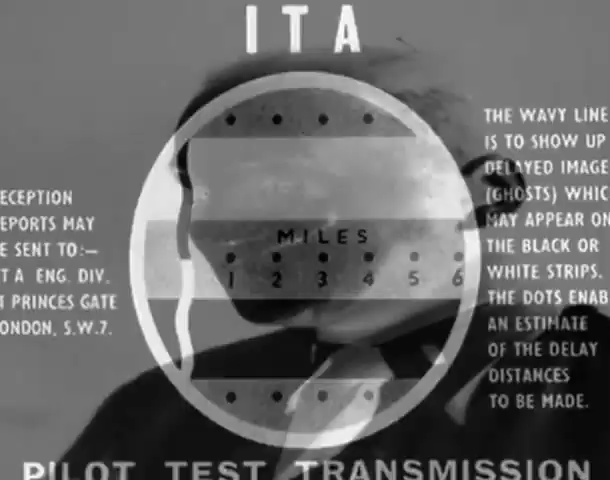 ITA
ECEPTION
EPORTS MAY
E SENT TO:—
T A ENG. DIV.
1 PRINCES GATE
ONDON, S.W.7.
MILES
1 2 3 4 5 6
THE WAVY LINE
IS TO SHOW UP
DELAYED IMAGE
(GHOSTS) WHIC
MAY APPEAR ON
THE BLACK OR
WHITE STRIPS.
THE DOTS ENAB
AN ESTIMATE
OF THE DELAY
DISTANCES
TO BE MADE.
PILOT TEST TRANSMISSION